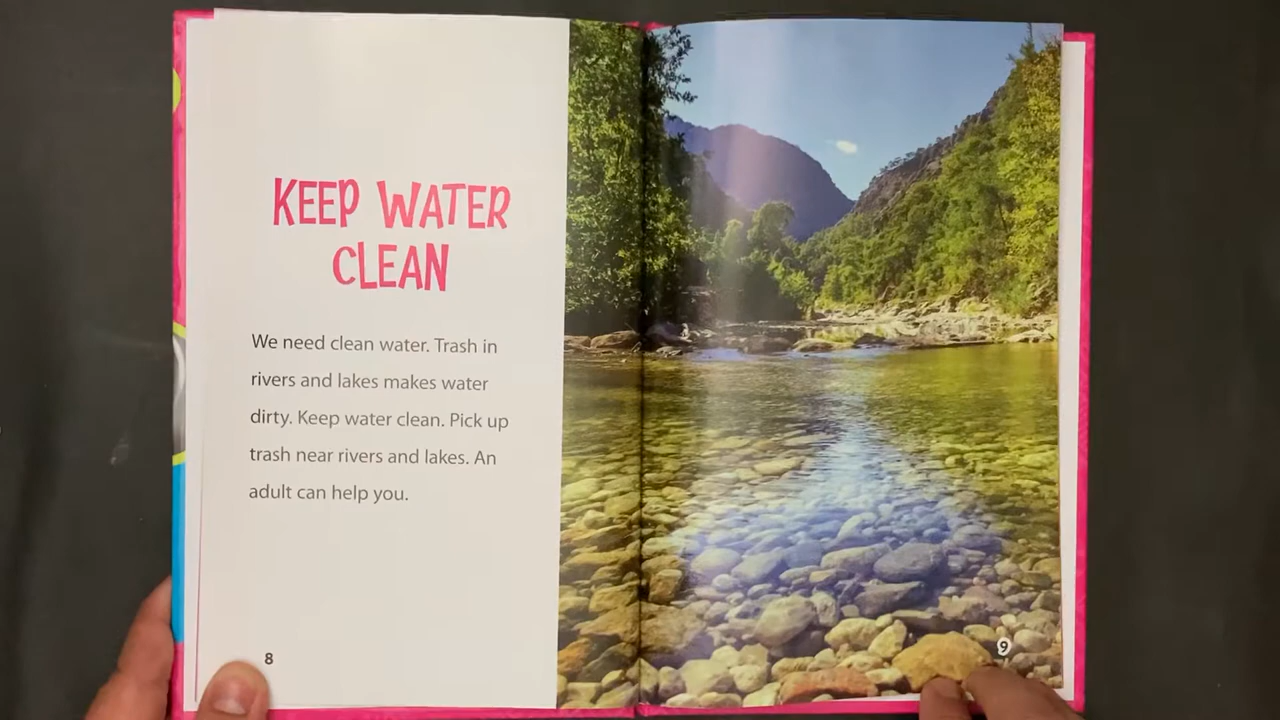 KEEP WATER
CLEAN
We need clean water. Trash in
rivers and lakes makes water
dirty. Keep water clean. Pick up
trash near rivers and lakes. An
adult can help you.
8
9